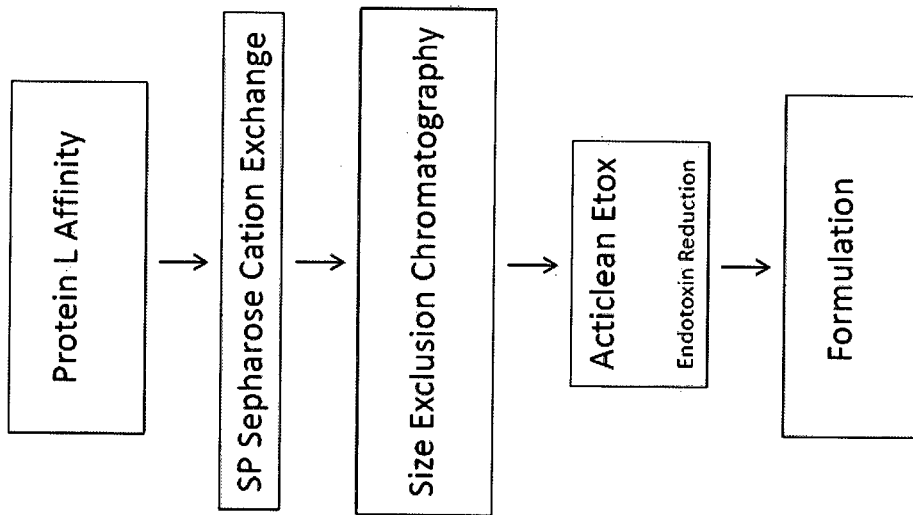 Protein L Affinity
SP Sepharose Cation Exchange
Size Exclusion Chromatography
Acticlean Etox
Endotoxin Reduction
Formulation